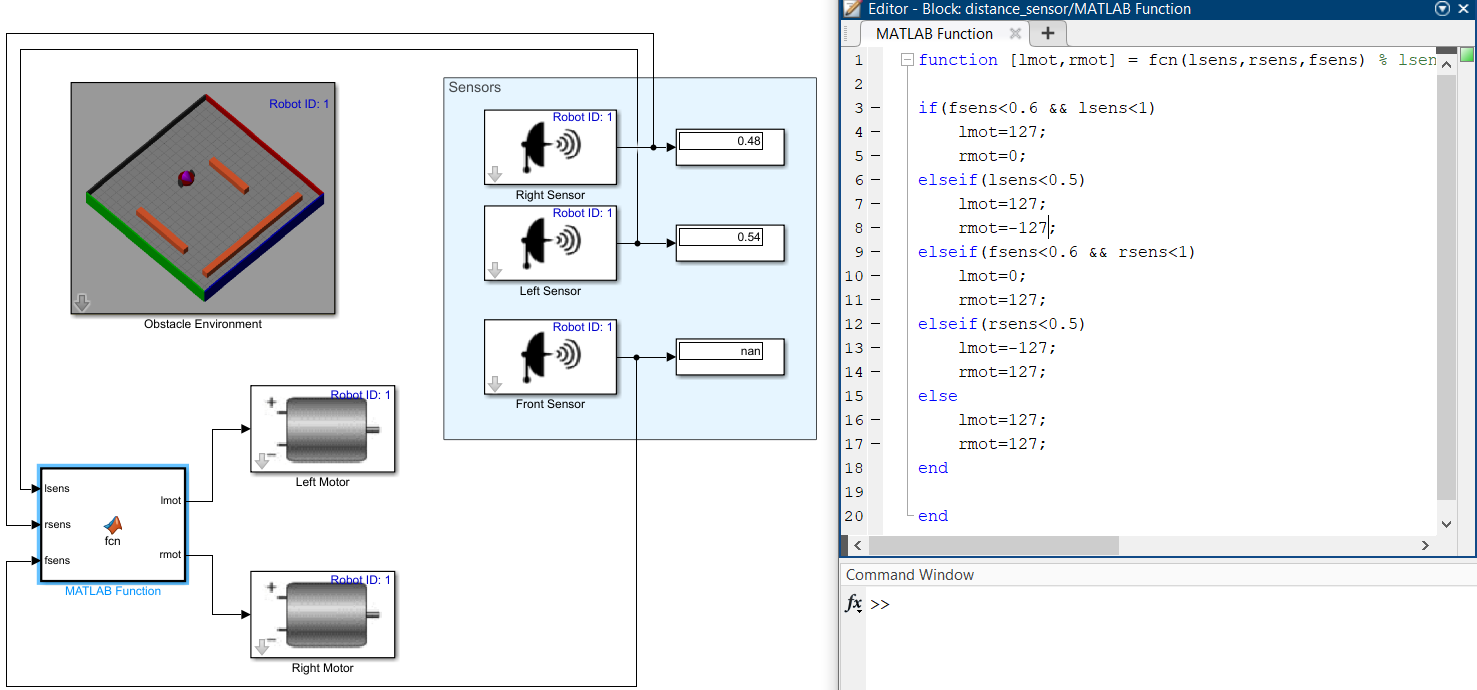 Robot ID: 1
Obstacle Environment
Sensors
Robot ID: 1
0.48
Right Sensor
Robot ID: 1
0.54
Left Sensor
Robot ID: 1
nan
Front Sensor
Robot ID: 1
Left Motor
lsens
lmot
rsens
fcn
rmot
fsens
MATLAB Function
Robot ID: 1
Right Motor
Editor - Block: distance_sensor/MATLAB Function
MATLAB Function
1 function [lmot,rmot] = fcn(lsens,rsens,fsens) % lsen
2
3 if(fsens<0.6 && lsens<1)
4 lmot=127;
5 rmot=0;
6 elseif(lsens<0.5)
7 lmot=127;
8 rmot=-127;
9 elseif(fsens<0.6 && rsens<1)
10 lmot=0;
11 rmot=127;
12 elseif(rsens<0.5)
13 lmot=-127;
14 rmot=127;
15 else
16 lmot=127;
17 rmot=127;
18 end
19
20 end
Command Window
fx >>